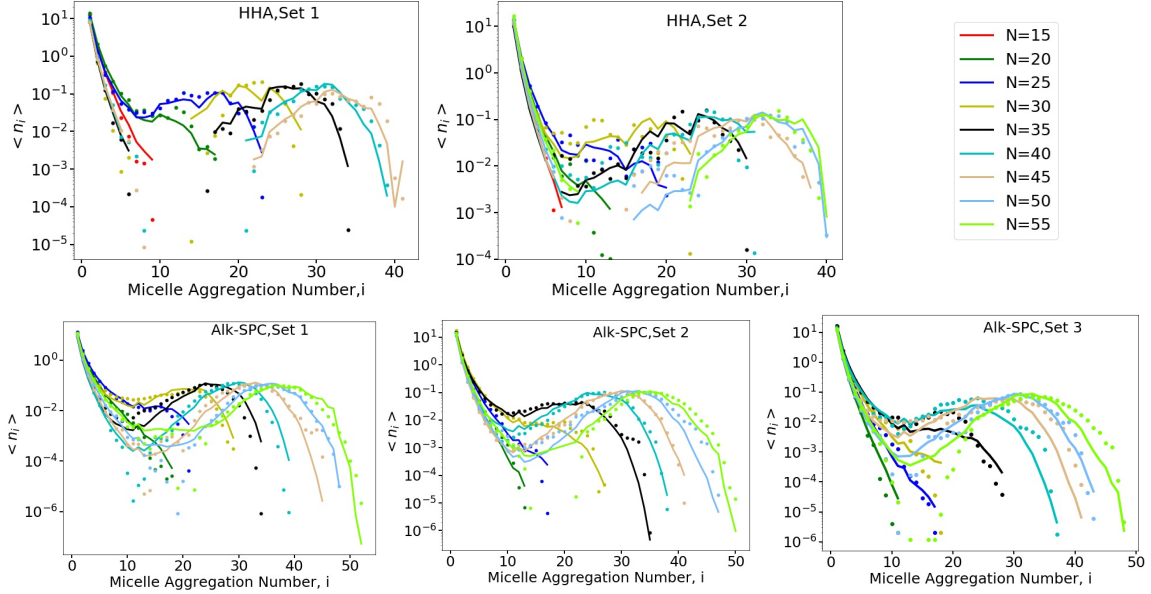 HHA,Set 1
10^1
10^0
10^-1
10^-2
10^-3
10^-4
10^-5
< n_i >
0 10 20 30 40
Micelle Aggregation Number,i
HHA,Set 2
10^1
10^0
10^-1
10^-2
10^-3
10^-4
< n_i >
0 10 20 30 40
Micelle Aggregation Number,i
N=15
N=20
N=25
N=30
N=35
N=40
N=45
N=50
N=55
Alk-SPC,Set 1
10^0
10^-2
10^-4
10^-6
< n_i >
0 10 20 30 40 50
Micelle Aggregation Number, i
Alk-SPC,Set 2
10^1
10^0
10^-1
10^-2
10^-3
10^-4
10^-5
10^-6
< n_i >
0 10 20 30 40 50
Micelle Aggregation Number, i
Alk-SPC,Set 3
10^1
10^0
10^-1
10^-2
10^-3
10^-4
10^-5
10^-6
< n_i >
0 10 20 30 40 50
Micelle Aggregation Number, i